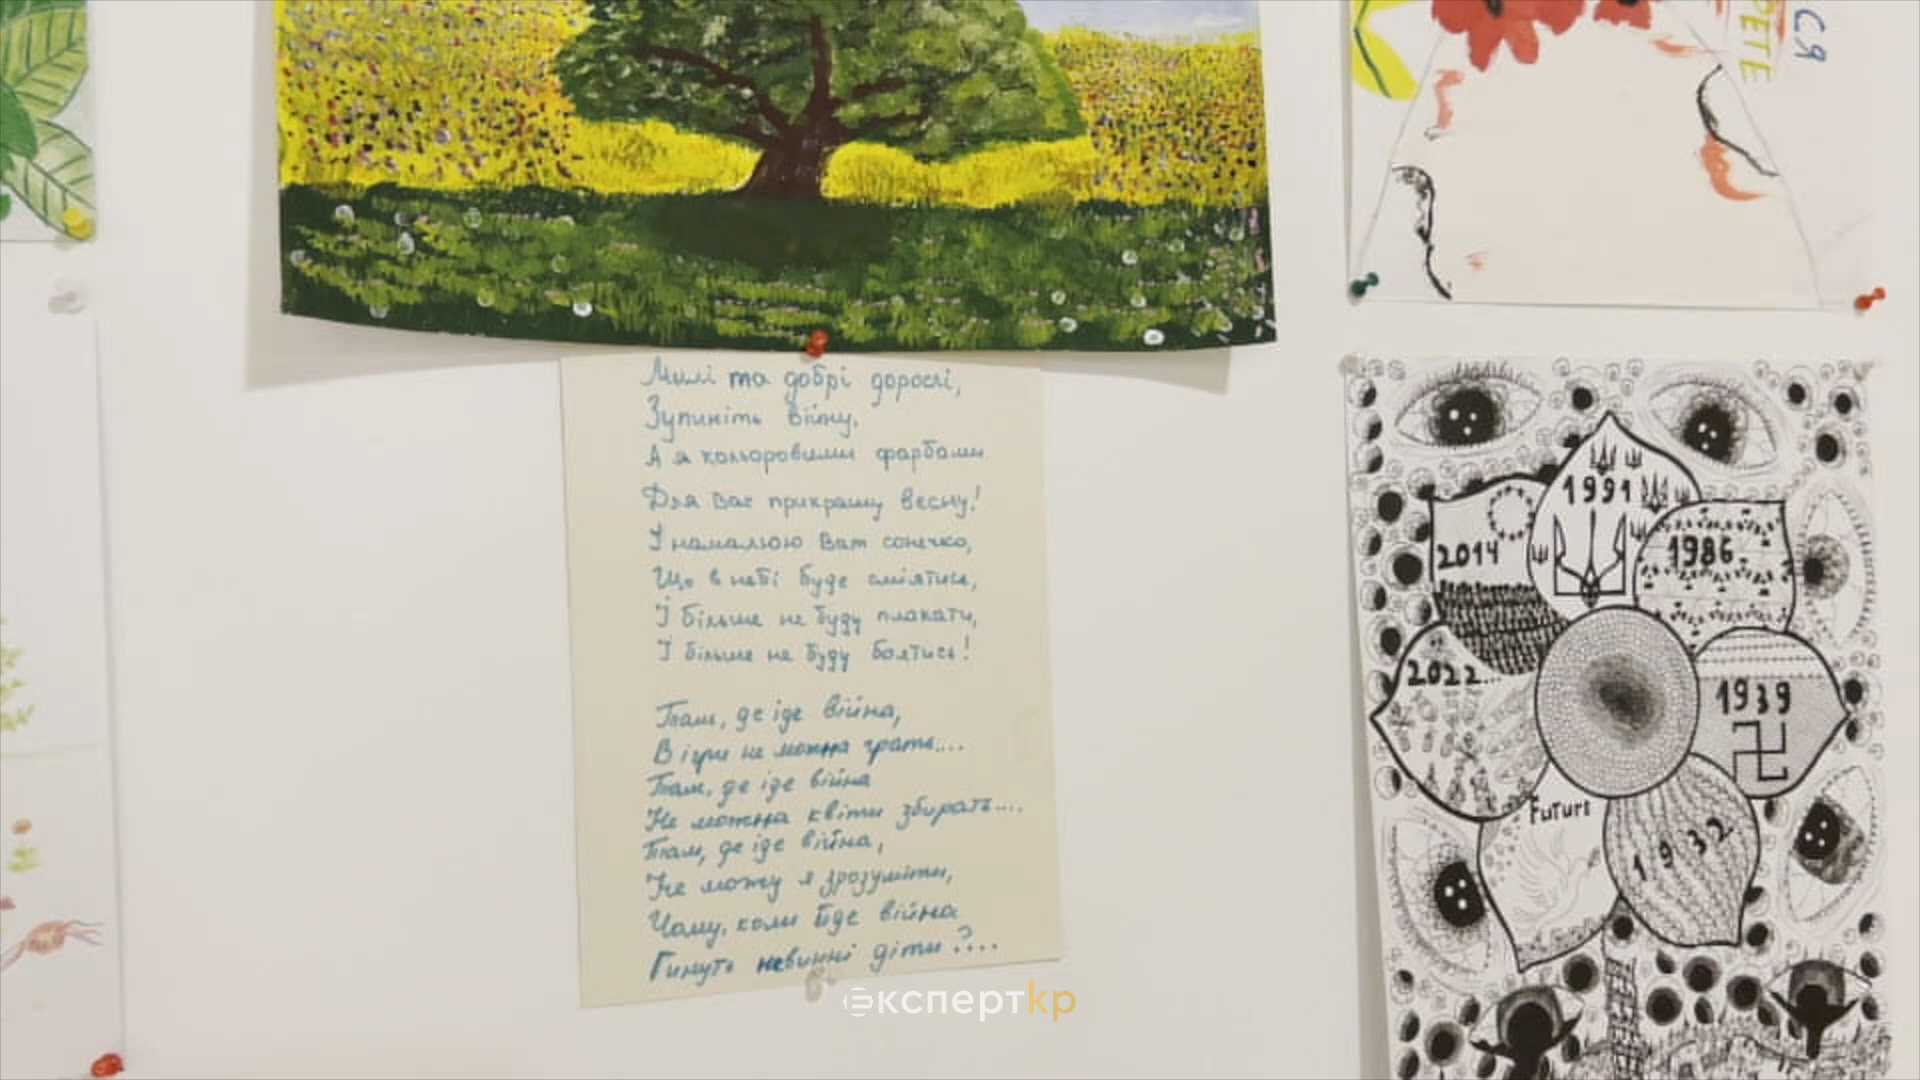 СЯ
РЕТЕ
Милі та добрі дорослі,
Зупиніть війну,
А я кольоровими фарбами
Для Вас прикрашу весну!
Я намалюю Вам сонечко,
Що в небі буде сміятись,
І більше не буду плакати,
І більше не буду боятись!
Там, де іде війна,
В ігри не можна грать....
Там, де іде війна
Не можна квіти збирать....
Там, де іде війна,
Не можу я зрозуміти,
Чому, коли йде війна
Гинуть невинні діти?...
1991
2014
1986
2022...
1939
Future
1932
експертkp